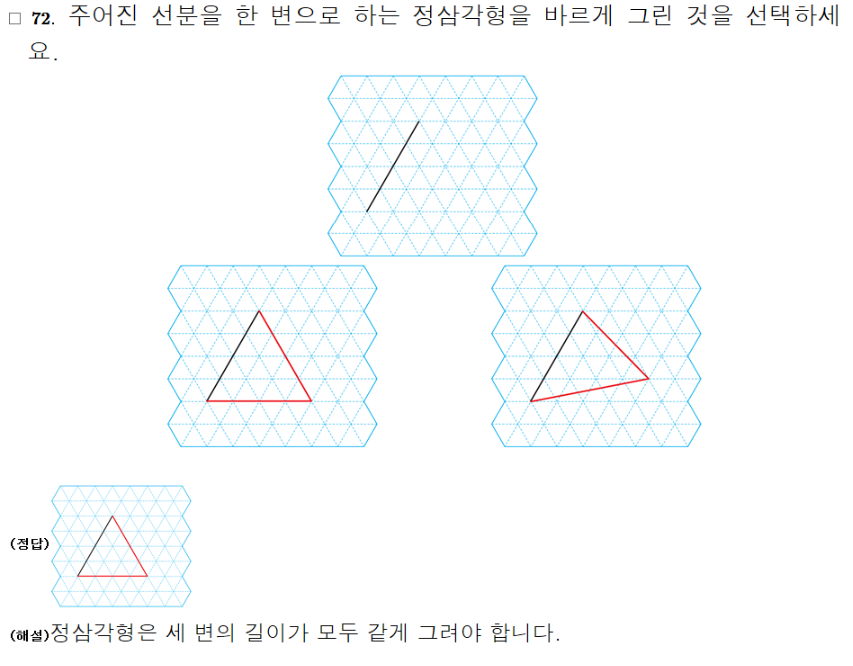 □ 72. 주어진 선분을 한 변으로 하는 정삼각형을 바르게 그린 것을 선택하세
요.
(정답)
(해설)정삼각형은 세 변의 길이가 모두 같게 그려야 합니다.